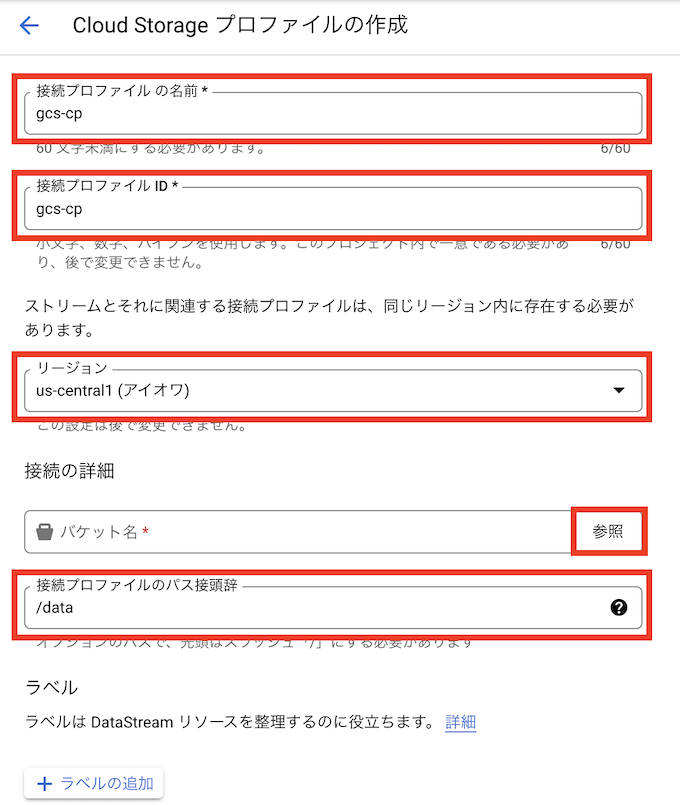 Cloud Storage プロファイルの作成
接続プロファイル の名前 *
gcs-cp
60 文字未満にする必要があります。 6/60
接続プロファイル ID *
gcs-cp
小文字、数字、ハイフンを使用します。このプロジェクト内で一意である必要があ 6/60
り、後で変更できません。
ストリームとそれに関連する接続プロファイルは、同じリージョン内に存在する必要が
あります。
リージョン
us-central1 (アイオワ)
この設定は後で変更できません。
接続の詳細
バケット名 * 参照
接続プロファイルのパス接頭辞
/data
オプションのパスで、先頭はスラッシュ「/」にする必要があります
ラベル
ラベルは DataStream リソースを整理するのに役立ちます。 詳細
ラベルの追加